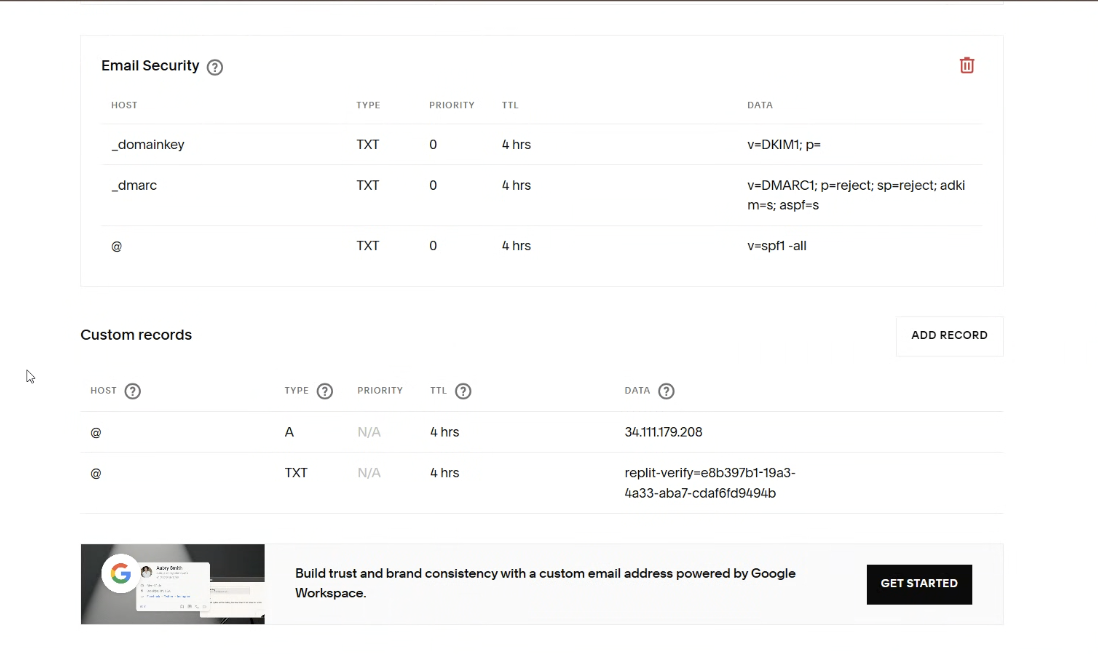 Email Security ?
HOST TYPE PRIORITY TTL DATA
_domainkey TXT 0 4 hrs v=DKIM1; p=
_dmarc TXT 0 4 hrs v=DMARC1; p=reject; sp=reject; adki
m=s; aspf=s
@ TXT 0 4 hrs v=spf1 -all
Custom records
ADD RECORD
HOST ? TYPE ? PRIORITY TTL ? DATA ?
@ A N/A 4 hrs 34.111.179.208
@ TXT N/A 4 hrs replit-verify=e8b397b1-19a3-
4a33-aba7-cdaf6fd9494b
G
Aubry Smith
Build trust and brand consistency with a custom email address powered by Google
Workspace.
GET STARTED